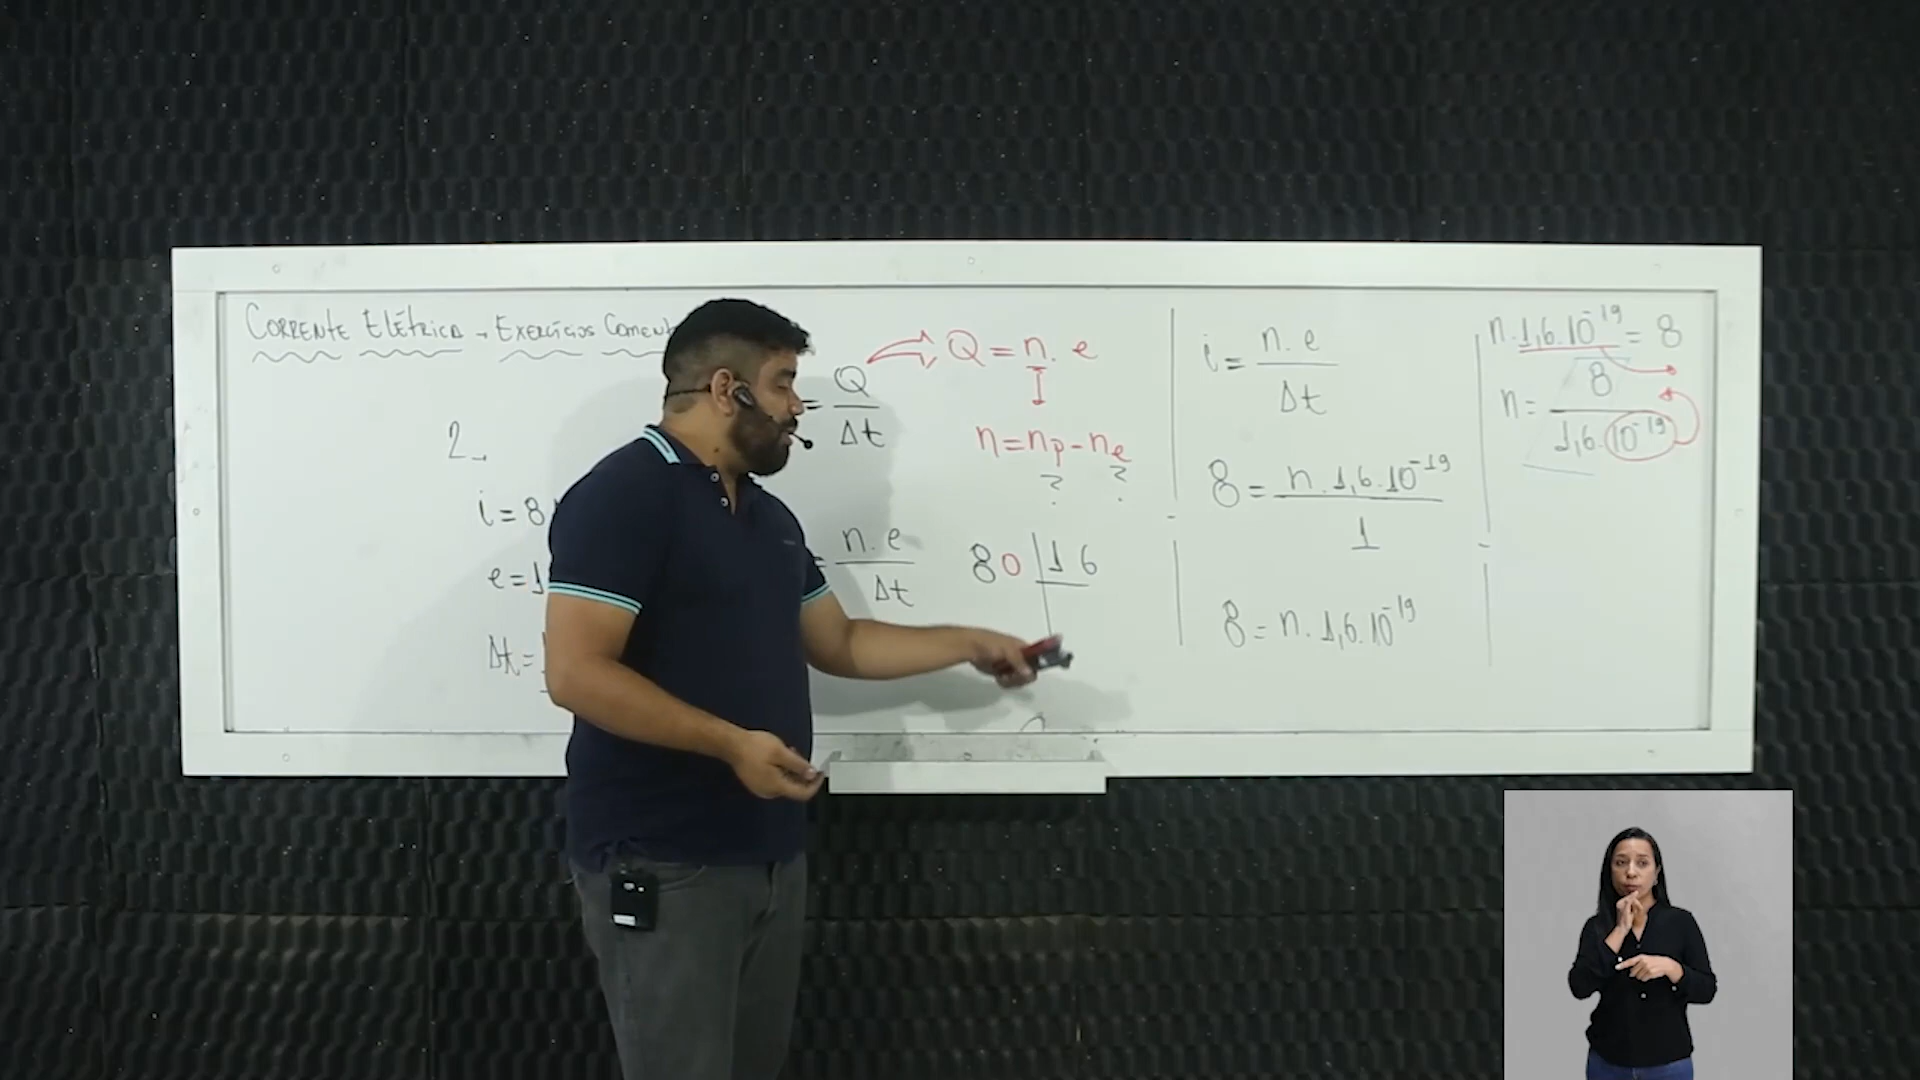 CORRENTE ELÉTRICA → EXERCÍCIOS COMENT
2 →
i = 8
e = 1
Δt = 1
= Q / Δt
Q = n . e
n = np - ne
? ?
= n . e / Δt
80 | 16
i = n . e / Δt
8 = n . 1,6 . 10⁻¹⁹ / 1
8 = n . 1,6 . 10⁻¹⁹
n . 1,6 . 10⁻¹⁹ = 8
n = 8 / 1,6 . 10⁻¹⁹